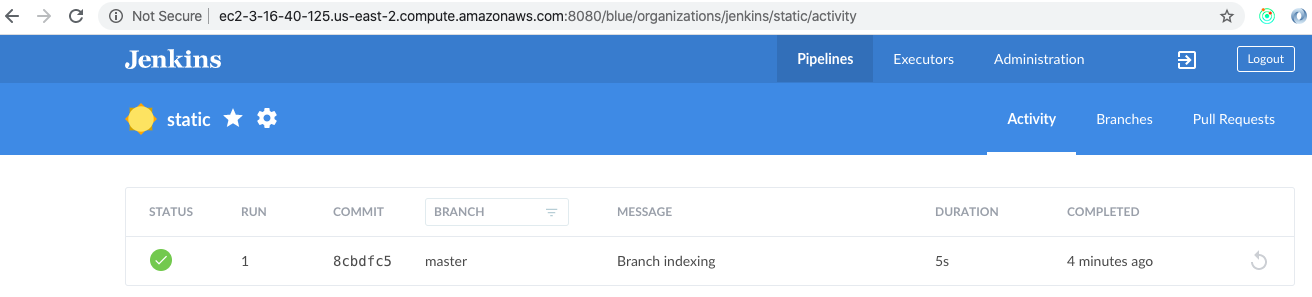 Not Secure ec2-3-16-40-125.us-east-2.compute.amazonaws.com:8080/blue/organizations/jenkins/static/activity
Jenkins Pipelines Executors Administration Logout
static Activity Branches Pull Requests
STATUS RUN COMMIT BRANCH MESSAGE DURATION COMPLETED
1 8cbdfc5 master Branch indexing 5s 4 minutes ago